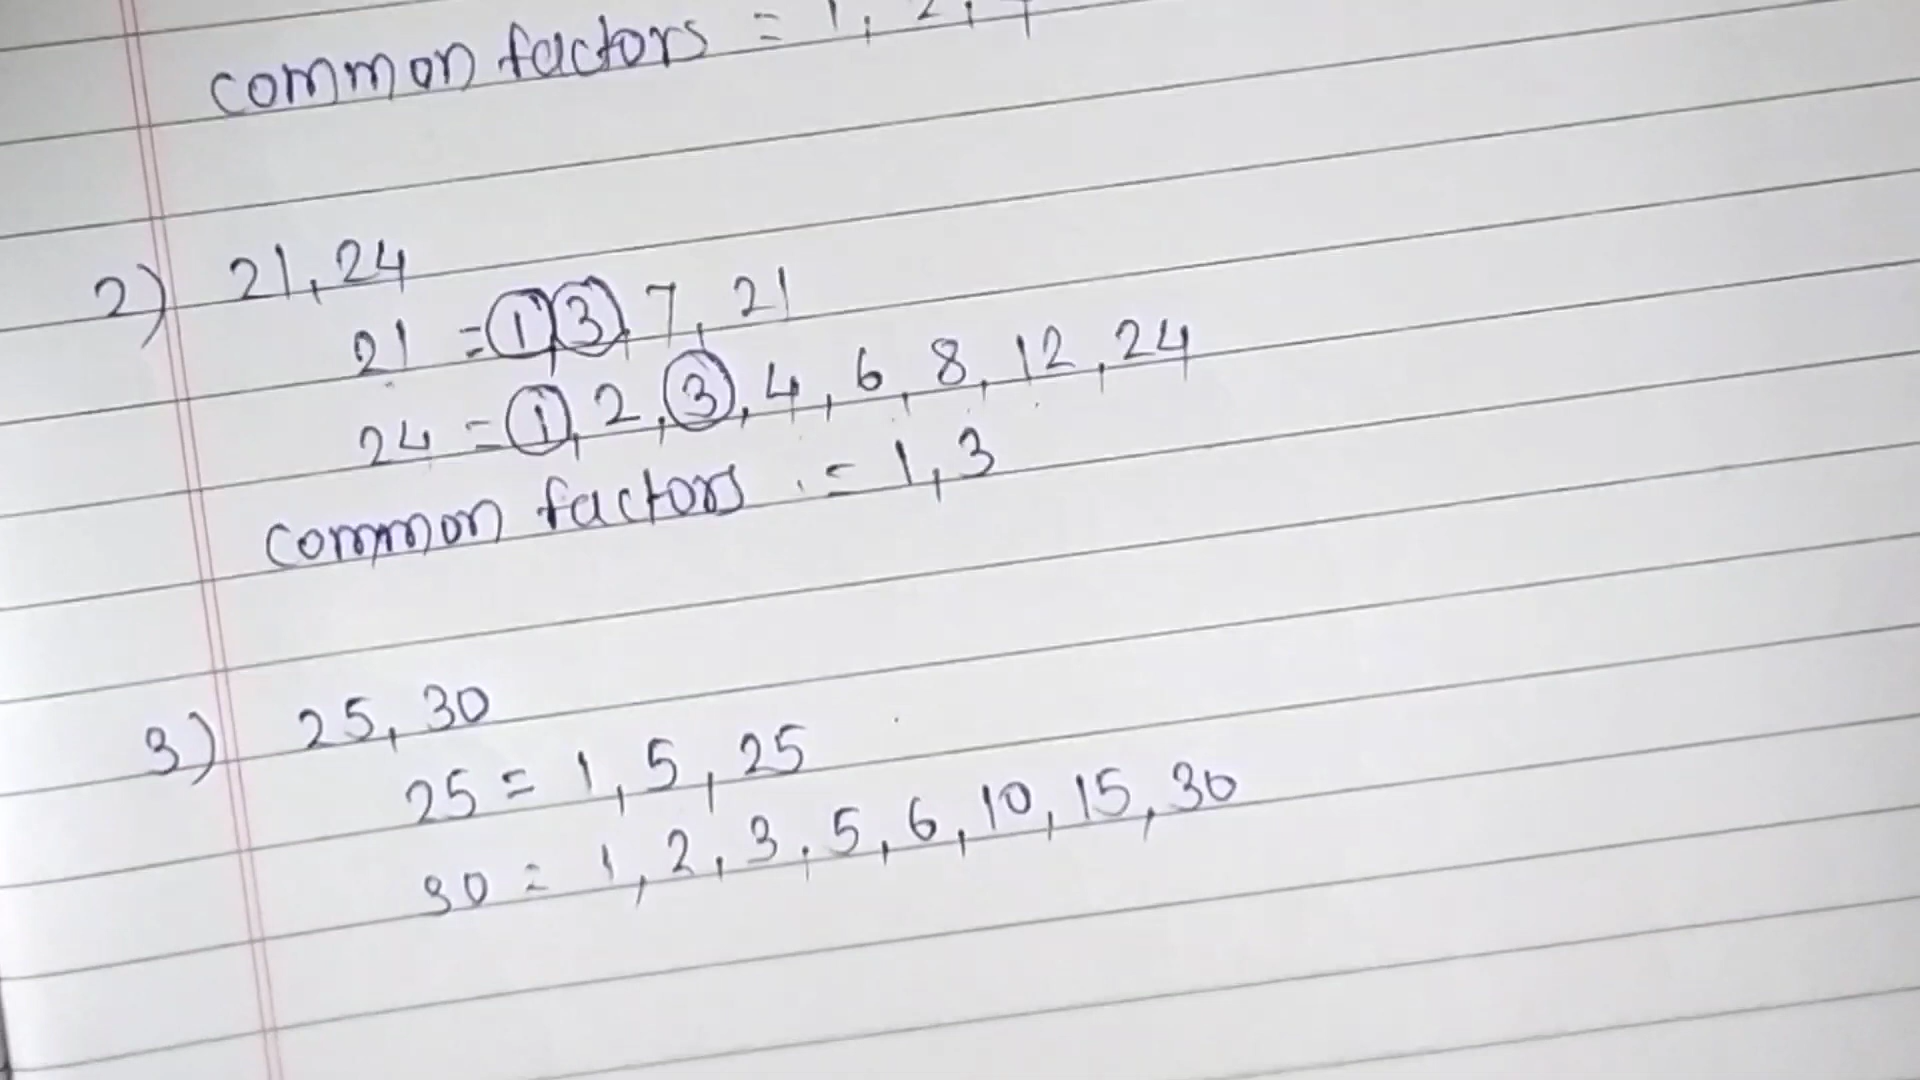 common factors = 1, 2,
2) 21, 24
21 = 1, 3, 7, 21
24 = 1, 2, 3, 4, 6, 8, 12, 24
common factors = 1, 3
3) 25, 30
25 = 1, 5, 25
30 = 1, 2, 3, 5, 6, 10, 15, 30